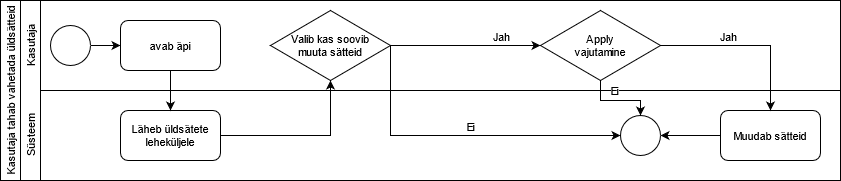 Kasutaja tahab vahetada üldsätteid
Kasutaja
avab äpi
Valib kas soovib
muuta sätteid
Jah
Apply
vajutamine
Jah
Ei
Süsteem
Läheb üldsätete
leheküljele
Ei
Muudab sätteid